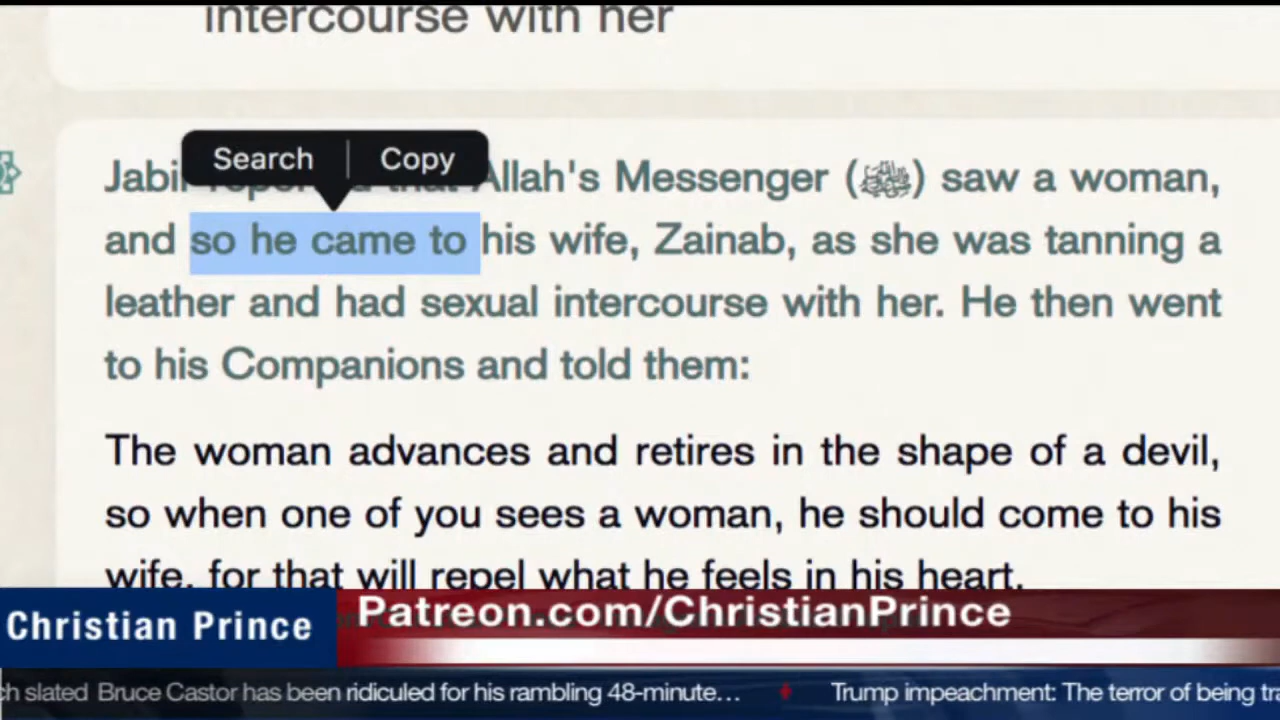 intercourse with her
Search
Copy
Jabir that Allah's Messenger (ﷺ) saw a woman,
and so he came to his wife, Zainab, as she was tanning a
leather and had sexual intercourse with her. He then went
to his Companions and told them:
The woman advances and retires in the shape of a devil,
so when one of you sees a woman, he should come to his
wife, for that will repel what he feels in his heart.
Christian Prince
Patreon.com/ChristianPrince
ch slated Bruce Castor has been ridiculed for his rambling 48-minute... Trump impeachment: The terror of being tra